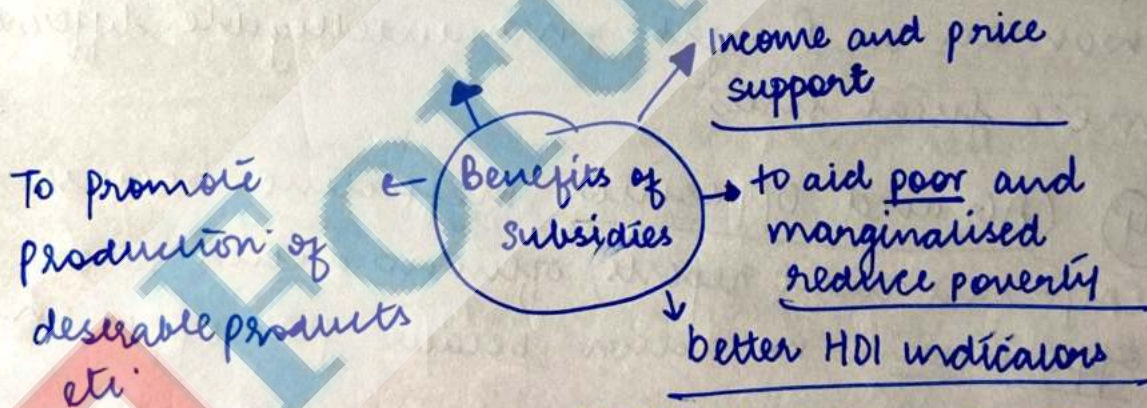 Income and price
support
Benefits of
subsidies
to aid poor and
marginalised
reduce poverty
better HDI indicators
To promote
production of
desirable products
etc.